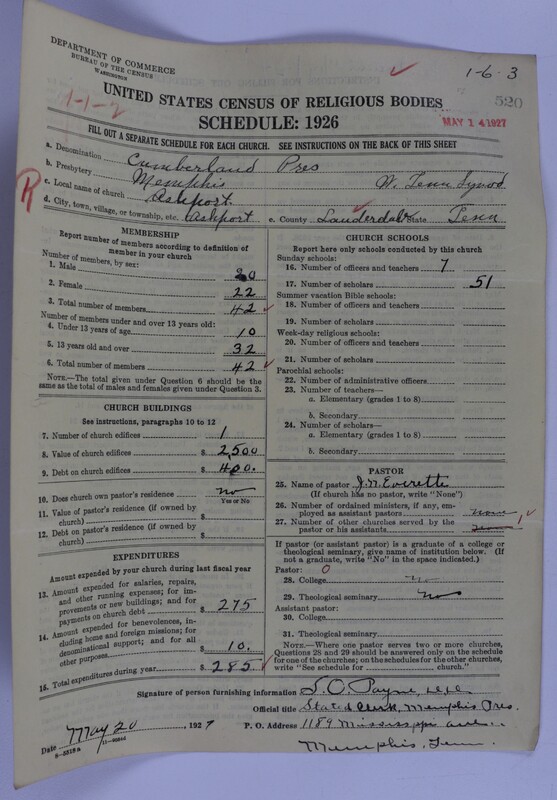 DEPARTMENT OF COMMERCE
BUREAU OF THE CENSUS
WASHINGTON
1-6-3
1-1-2
520
UNITED STATES CENSUS OF RELIGIOUS BODIES
MAY 14 1927
SCHEDULE: 1926
FILL OUT A SEPARATE SCHEDULE FOR EACH CHURCH. SEE INSTRUCTIONS ON THE BACK OF THIS SHEET
a. Denomination Cumberland Pres
b. Presbytery Memphis W. Tenn Synod
R
c. Local name of church Ashport
d. City, town, village, or township, etc. Ashport e. County Lauderdale State Tenn
MEMBERSHIP
Report number of members according to definition of member in your church
Number of members, by sex:
1. Male 20
2. Female 22
3. Total number of members 42
Number of members under and over 13 years old:
4. Under 13 years of age 10
5. 13 years old and over 32
6. Total number of members 42
NOTE.—The total given under Question 6 should be the same as the total of males and females given under Question 3.
CHURCH BUILDINGS
See instructions, paragraphs 10 to 12
7. Number of church edifices 1
8. Value of church edifices $ 2,500
9. Debt on church edifices $ 400.
10. Does church own pastor's residence no
Yes or No
11. Value of pastor's residence (if owned by church) $
12. Debt on pastor's residence (if owned by church) $
EXPENDITURES
Amount expended by your church during last fiscal year
13. Amount expended for salaries, repairs, and other running expenses; for improvements or new buildings; and for payments on church debt $ 275
14. Amount expended for benevolences, including home and foreign missions; for denominational support; and for all other purposes $ 10.
15. Total expenditures during year $ 285
CHURCH SCHOOLS
Report here only schools conducted by this church
Sunday schools:
16. Number of officers and teachers 7
17. Number of scholars 51
Summer vacation Bible schools:
18. Number of officers and teachers
19. Number of scholars
Week-day religious schools:
20. Number of officers and teachers
21. Number of scholars
Parochial schools:
22. Number of administrative officers
23. Number of teachers—
a. Elementary (grades 1 to 8)
b. Secondary
24. Number of scholars—
a. Elementary (grades 1 to 8)
b. Secondary
PASTOR
25. Name of pastor J. N. Everette
(If church has no pastor, write "None")
26. Number of ordained ministers, if any, employed as assistant pastors none
27. Number of other churches served by the pastor or his assistants 1
If pastor (or assistant pastor) is a graduate of a college or theological seminary, give name of institution below. (If not a graduate, write "No" in the space indicated.)
Pastor: 0
28. College no
29. Theological seminary No
Assistant pastor:
30. College
31. Theological seminary
NOTE.—Where one pastor serves two or more churches, Questions 28 and 29 should be answered only on the schedule for one of the churches; on the schedules for the other churches, write "See schedule for church."
Signature of person furnishing information S. O. Payne
Official title Stated Clerk, Memphis Pres.
Date May 20, 1927 P. O. Address 1189 Mississippi ave.
8-5518a 11-9066d
Memphis, Tenn.